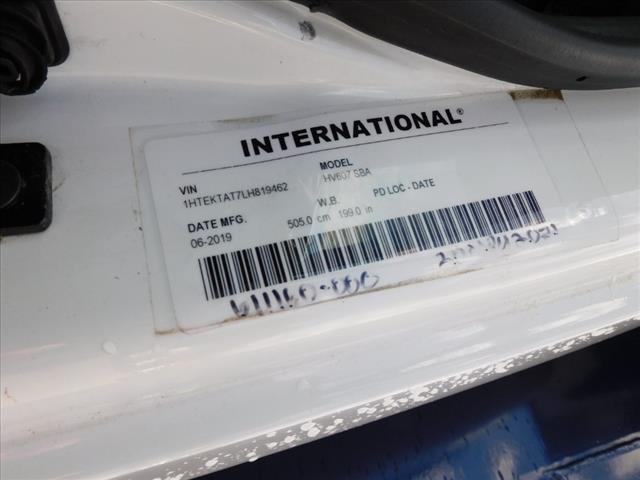 INTERNATIONAL®
VIN
1HTEKTAT7LH819462
MODEL
HV607 SBA
DATE MFG.
06-2019
W.B.
505.0 cm 199.0 in
PD LOC - DATE